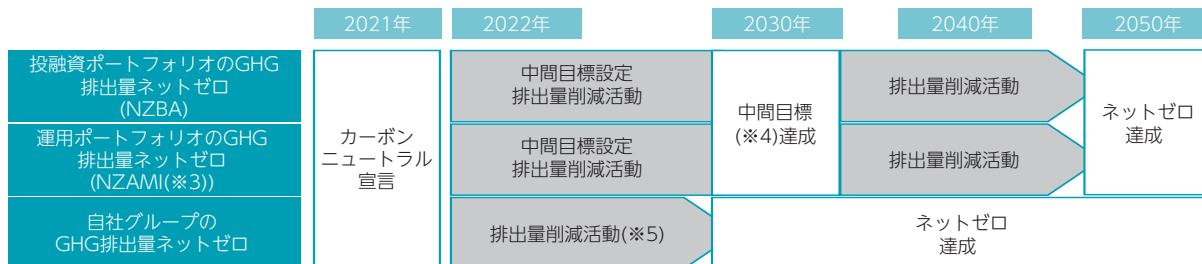 2021年
2022年
2030年
2040年
2050年
投融資ポートフォリオのGHG
排出量ネットゼロ
(NZBA)
運用ポートフォリオのGHG
排出量ネットゼロ
(NZAMI(※3))
自社グループの
GHG排出量ネットゼロ
カーボン
ニュートラル
宣言
中間目標設定
排出量削減活動
中間目標設定
排出量削減活動
排出量削減活動(※5)
中間目標
(※4)達成
排出量削減活動
排出量削減活動
ネットゼロ
達成
ネットゼロ
達成